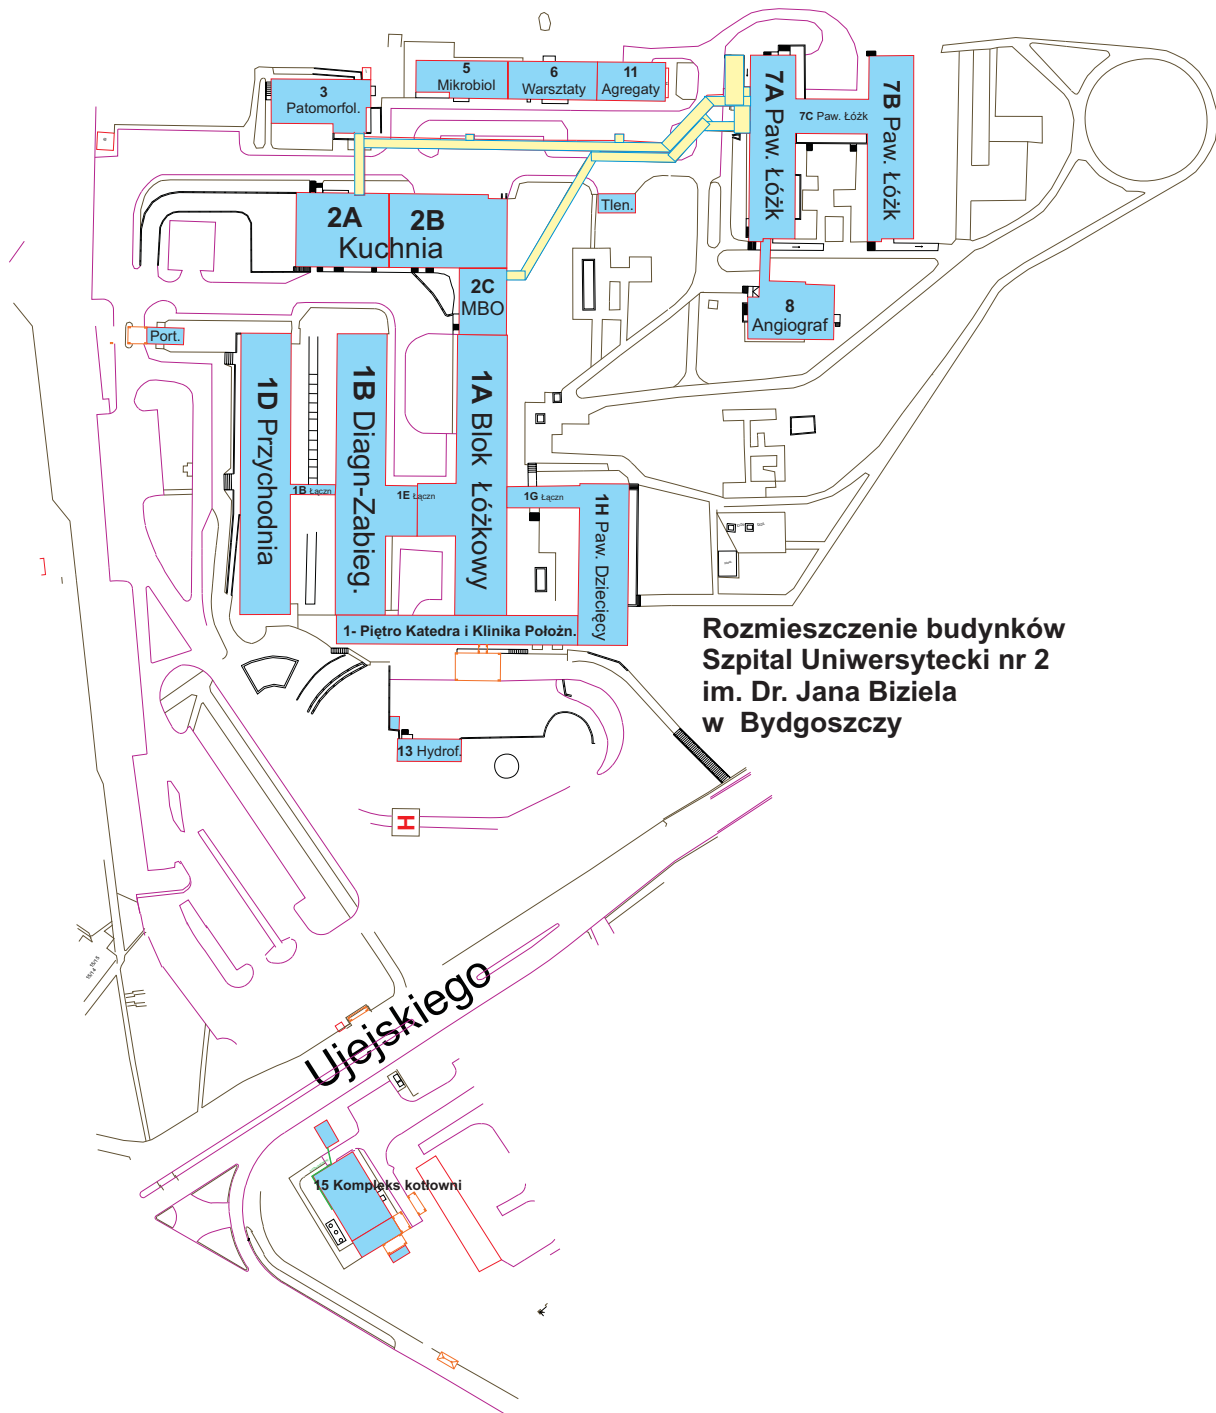 5
Mikrobiol
6
Warsztaty
11
Agregaty
3
Patomorfol.
7A Paw. Łóżk
7C Paw. Łóżk
7B Paw. Łóżk
2A
2B
Kuchnia
Tlen.
2C
MBO
8
Angiograf
Port.
1D Przychodnia
1B Łączn
1B Diagn-Zabieg.
1E Łączn
1A Blok Łóżkowy
1G Łączn
1H Paw. Dziecięcy
1- Piętro Katedra i Klinika Położn.
Rozmieszczenie budynków
Szpital Uniwersytecki nr 2
im. Dr. Jana Biziela
w Bydgoszczy
13 Hydrof.
H
Ujejskiego
15 Kompleks kotłowni